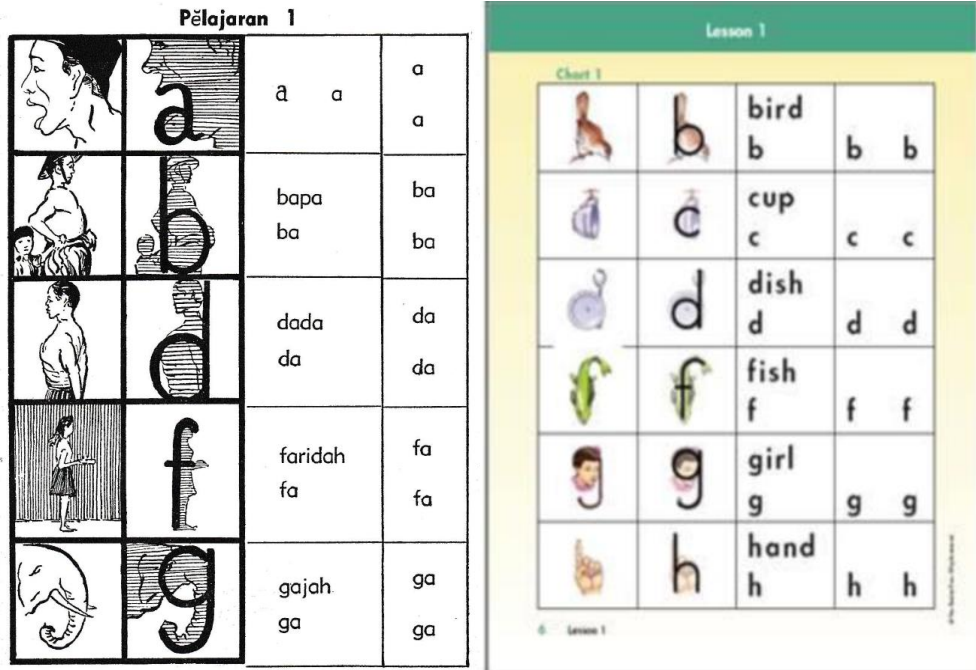 Pĕlajaran 1
a
a a
a
a
b
bapa
ba
ba
ba
d
dada
da
da
da
f
faridah
fa
fa
fa
g
gajah
ga
ga
ga
Lesson 1
Chart 1
b
bird
b b b
c
cup
c c c
d
dish
d d d
f
fish
f f f
g
girl
g g g
h
hand
h h h
6 Lesson 1